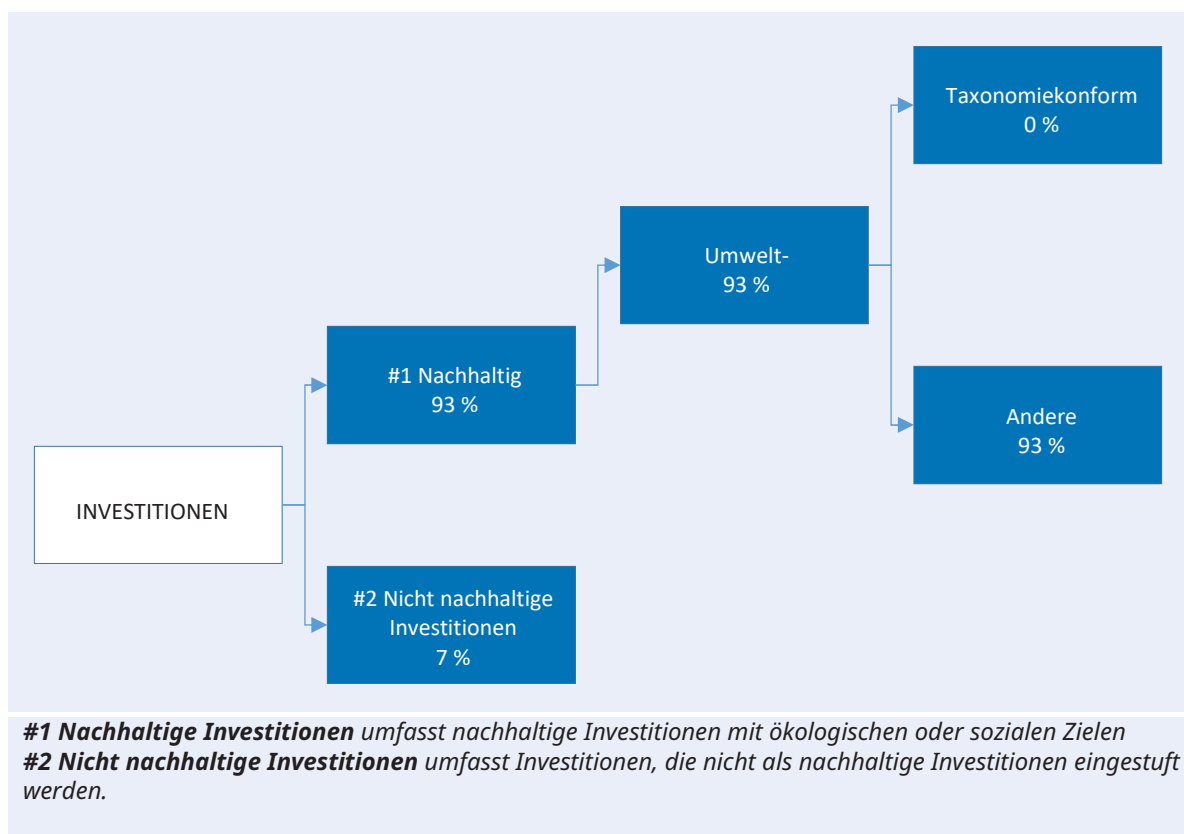 Taxonomiekonform
0 %
Umwelt-
93 %
#1 Nachhaltig
93 %
Andere
93 %
INVESTITIONEN
#2 Nicht nachhaltige
Investitionen
7 %
#1 Nachhaltige Investitionen umfasst nachhaltige Investitionen mit ökologischen oder sozialen Zielen
#2 Nicht nachhaltige Investitionen umfasst Investitionen, die nicht als nachhaltige Investitionen eingestuft
werden.